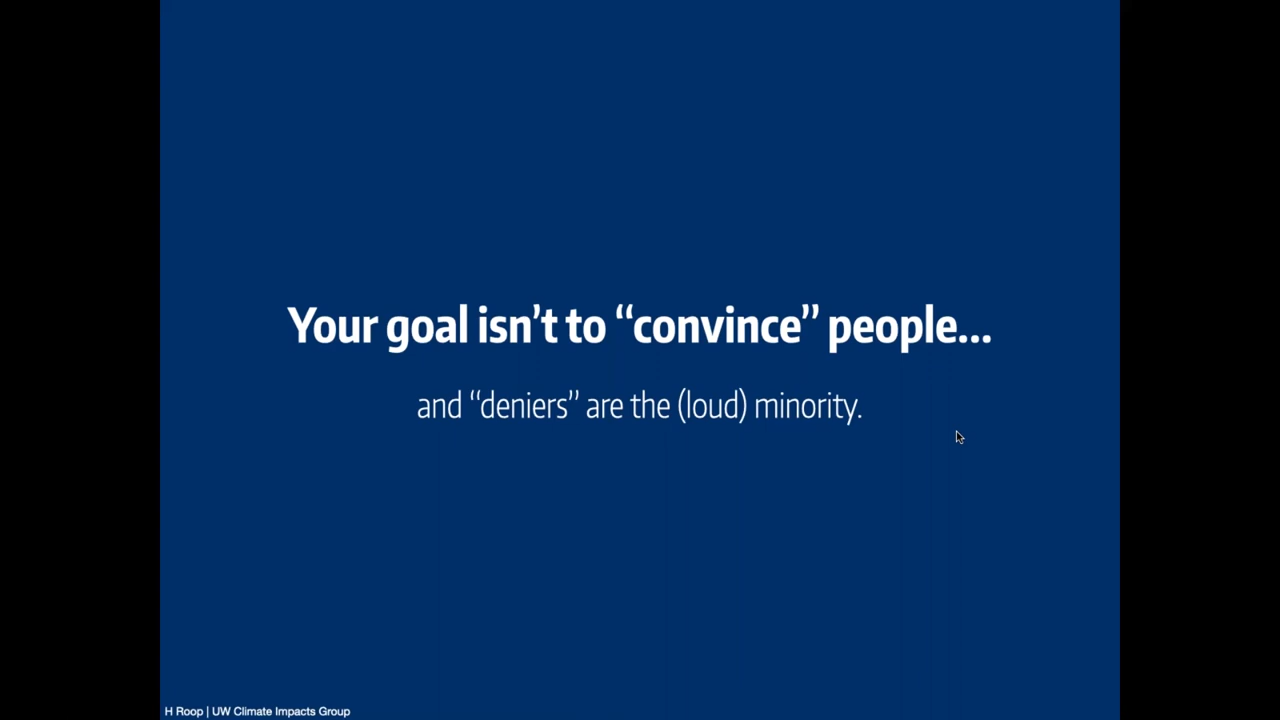 Your goal isn’t to “convince” people...
and “deniers” are the (loud) minority.
H Roop | UW Climate Impacts Group